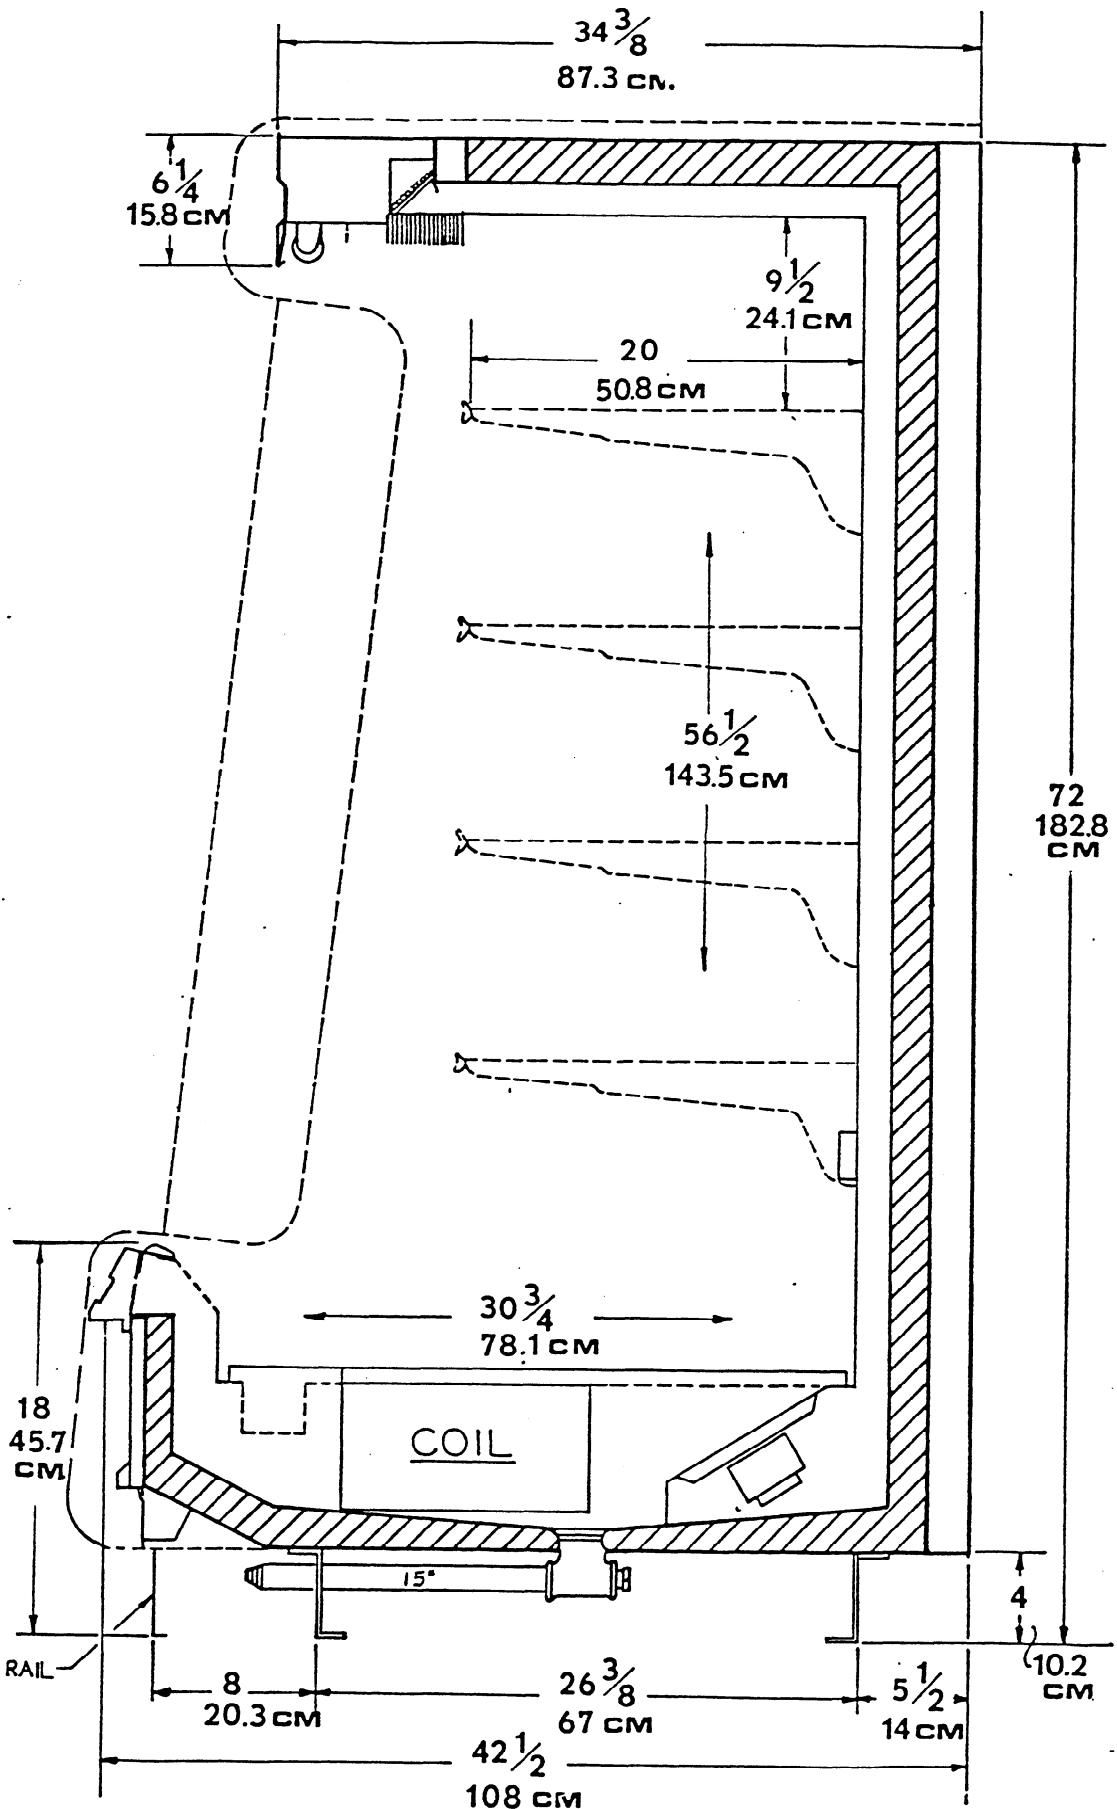 34 3/8
87.3 CM.
6 1/4
15.8 CM
9 1/2
24.1 CM
20
50.8 CM
56 1/2
143.5 CM
72
182.8
CM
30 3/4
78.1 CM
18
45.7
CM
COIL
15"
4
RAIL
10.2
CM
8
20.3 CM
26 3/8
67 CM
5 1/2
14 CM
42 1/2
108 CM